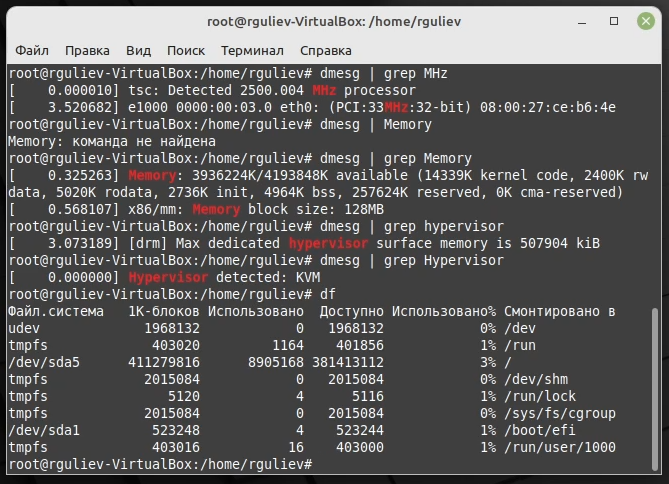 root@rguliev-VirtualBox: /home/rguliev
Файл Правка Вид Поиск Терминал Справка
root@rguliev-VirtualBox:/home/rguliev# dmesg | grep MHz
[    0.000010] tsc: Detected 2500.004 MHz processor
[    3.520682] e1000 0000:00:03.0 eth0: (PCI:33MHz:32-bit) 08:00:27:ce:b6:4e
root@rguliev-VirtualBox:/home/rguliev# dmesg | Memory
Memory: команда не найдена
root@rguliev-VirtualBox:/home/rguliev# dmesg | grep Memory
[    0.325263] Memory: 3936224K/4193848K available (14339K kernel code, 2400K rw
data, 5020K rodata, 2736K init, 4964K bss, 257624K reserved, 0K cma-reserved)
[    0.568107] x86/mm: Memory block size: 128MB
root@rguliev-VirtualBox:/home/rguliev# dmesg | grep hypervisor
[    3.073189] [drm] Max dedicated hypervisor surface memory is 507904 kiB
root@rguliev-VirtualBox:/home/rguliev# dmesg | grep Hypervisor
[    0.000000] Hypervisor detected: KVM
root@rguliev-VirtualBox:/home/rguliev# df
Файл.система   1K-блоков Использовано  Доступно Использовано% Смонтировано в
udev             1968132            0   1968132            0% /dev
tmpfs             403020         1164    401856            1% /run
/dev/sda5      411279816      8905168 381413112            3% /
tmpfs            2015084            0   2015084            0% /dev/shm
tmpfs               5120            4      5116            1% /run/lock
tmpfs            2015084            0   2015084            0% /sys/fs/cgroup
/dev/sda1         523248            4    523244            1% /boot/efi
tmpfs             403016           16    403000            1% /run/user/1000
root@rguliev-VirtualBox:/home/rguliev#